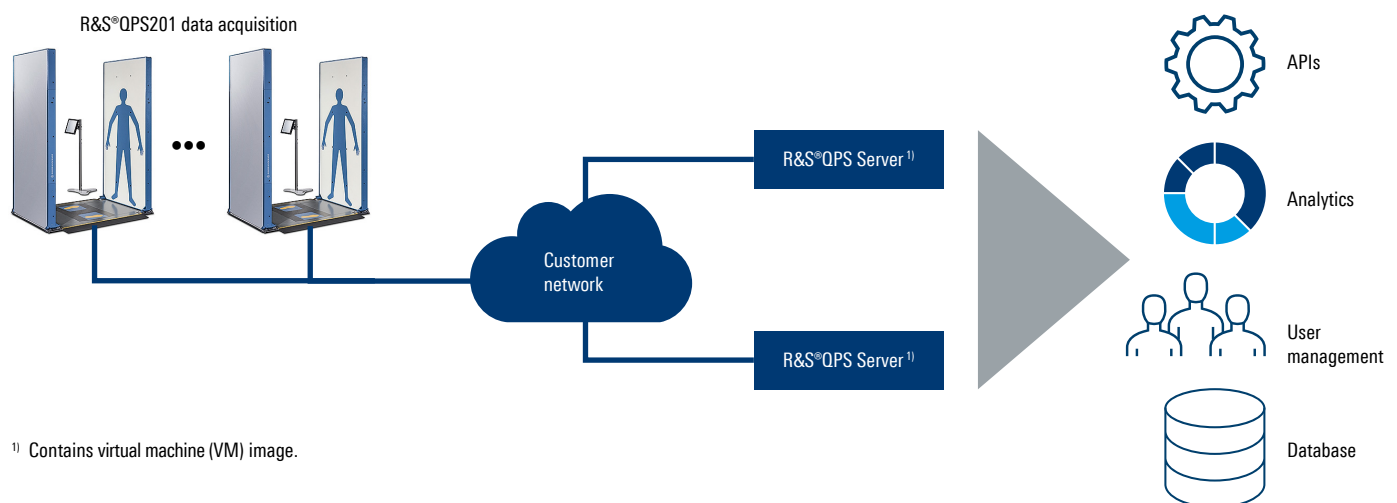 R&S®QPS201 data acquisition
APIs
R&S®QPS Server ¹⁾
Analytics
Customer
network
User
management
R&S®QPS Server ¹⁾
¹⁾ Contains virtual machine (VM) image.
Database